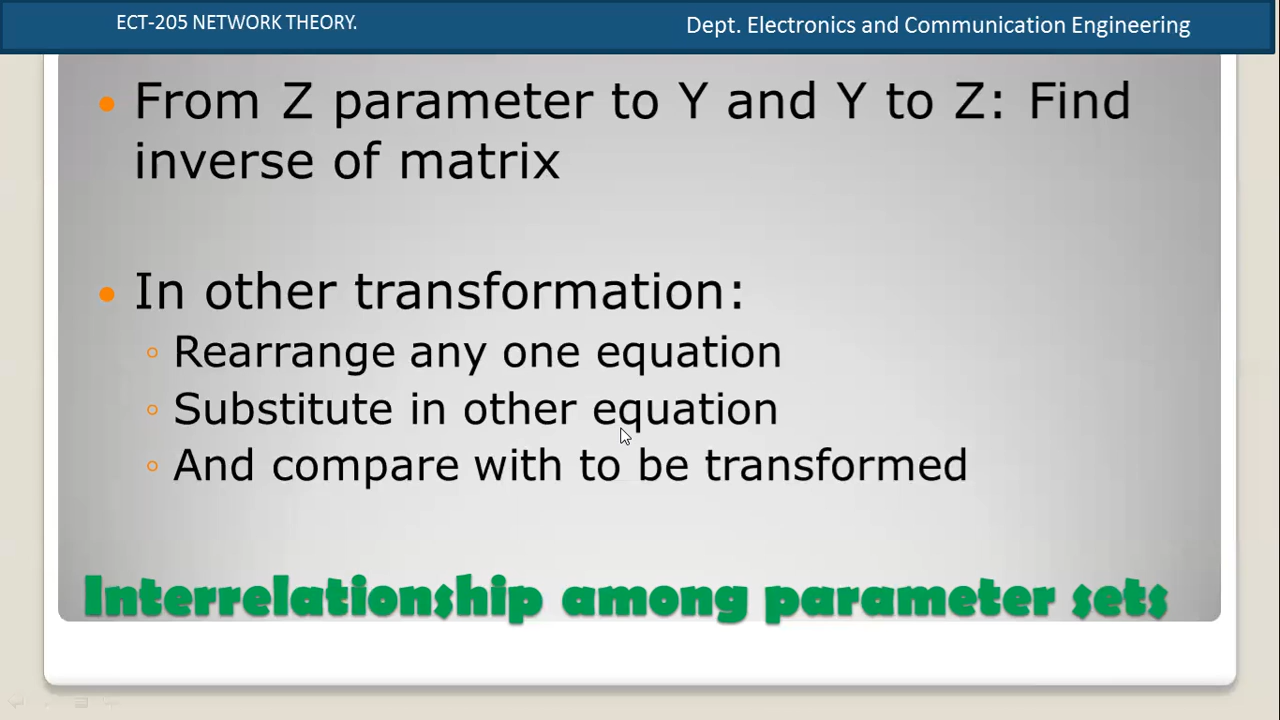 ECT-205 NETWORK THEORY.
Dept. Electronics and Communication Engineering
From Z parameter to Y and Y to Z: Find
inverse of matrix
In other transformation:
Rearrange any one equation
Substitute in other equation
And compare with to be transformed
Interrelationship among parameter sets